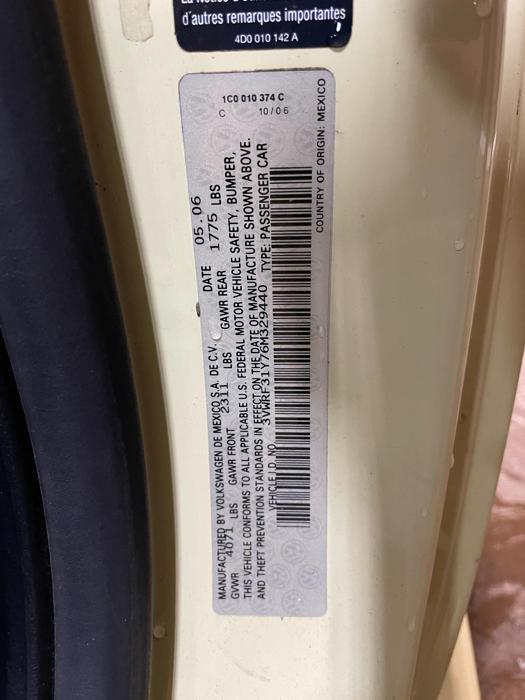 d'autres remarques importantes
4D0 010 142 A
1C0 010 374 C
C 10/06
MANUFACTURED BY VOLKSWAGEN DE MEXICO S.A. DE C.V. DATE 05.06
GVWR 4071 LBS GAWR FRONT 2311 LBS GAWR REAR 1775 LBS
THIS VEHICLE CONFORMS TO ALL APPLICABLE U.S. FEDERAL MOTOR VEHICLE SAFETY, BUMPER,
AND THEFT PREVENTION STANDARDS IN EFFECT ON THE DATE OF MANUFACTURE SHOWN ABOVE.
VEHICLE I.D. NO. 3VWRF31Y76M329440 TYPE: PASSENGER CAR
COUNTRY OF ORIGIN: MEXICO